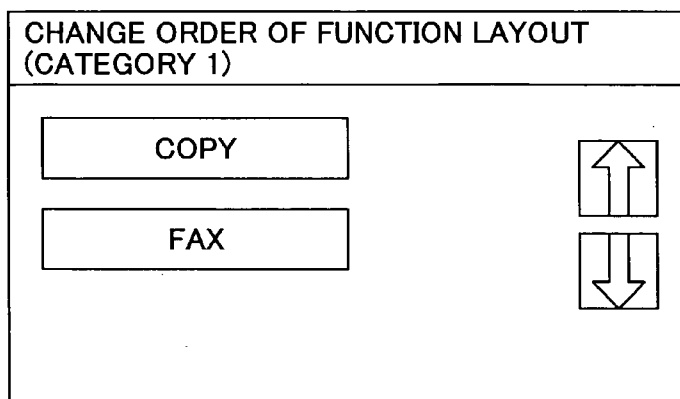 CHANGE ORDER OF FUNCTION LAYOUT
(CATEGORY 1)
COPY
FAX